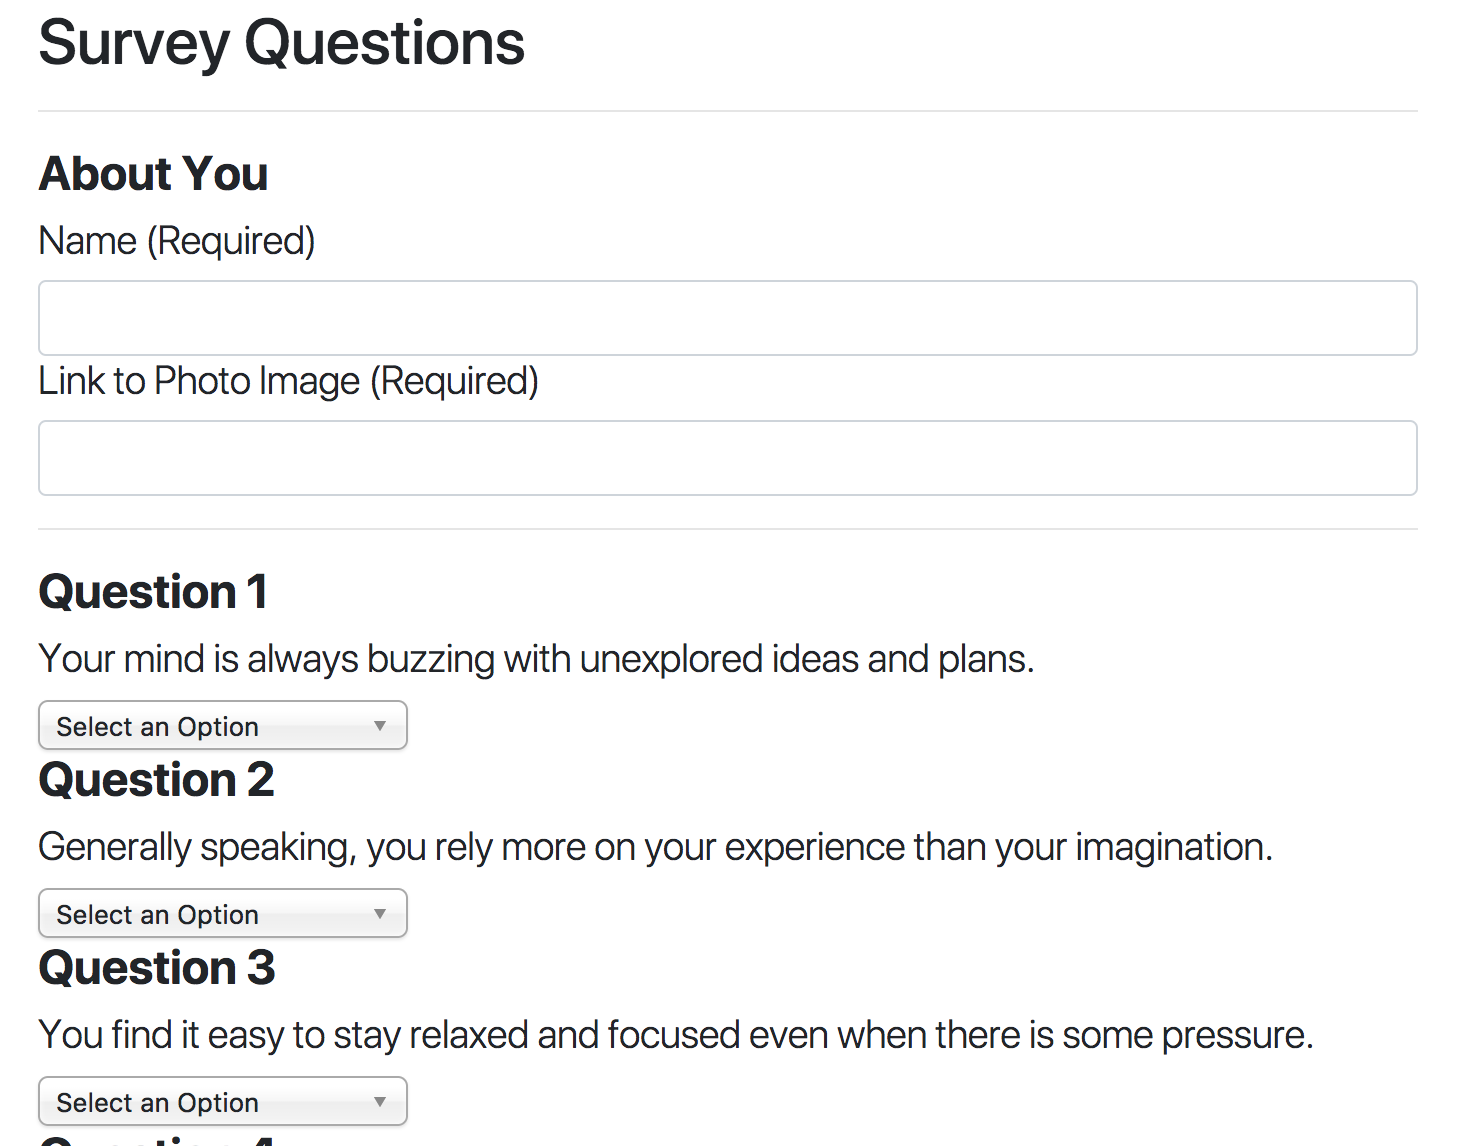 Survey Questions
About You
Name (Required)
Link to Photo Image (Required)
Question 1
Your mind is always buzzing with unexplored ideas and plans.
Select an Option
Question 2
Generally speaking, you rely more on your experience than your imagination.
Select an Option
Question 3
You find it easy to stay relaxed and focused even when there is some pressure.
Select an Option
Question 4